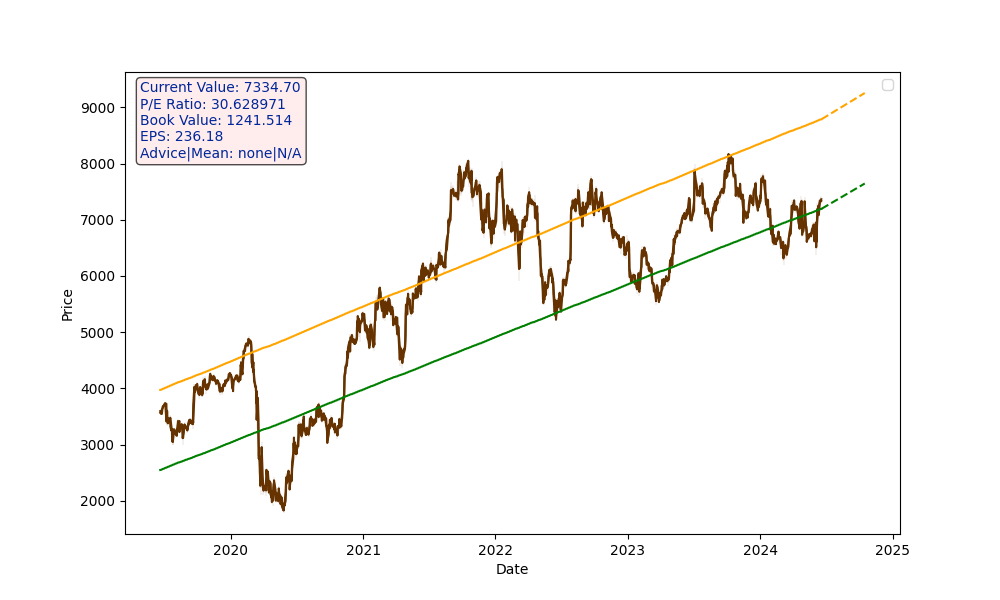 Current Value: 7334.70
P/E Ratio: 30.628971
Book Value: 1241.514
EPS: 236.18
Advice|Mean: none|N/A
Price
9000
8000
7000
6000
5000
4000
3000
2000
2020 2021 2022 2023 2024 2025
Date